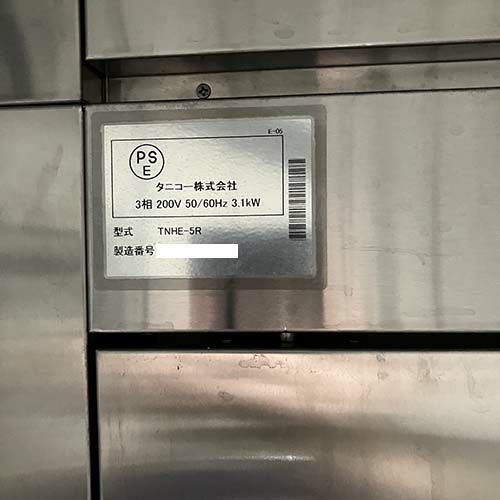 E-05
PS
E
タニコー株式会社
3相 200V 50/60Hz 3.1kW
型式 TNHE-5R
製造番号